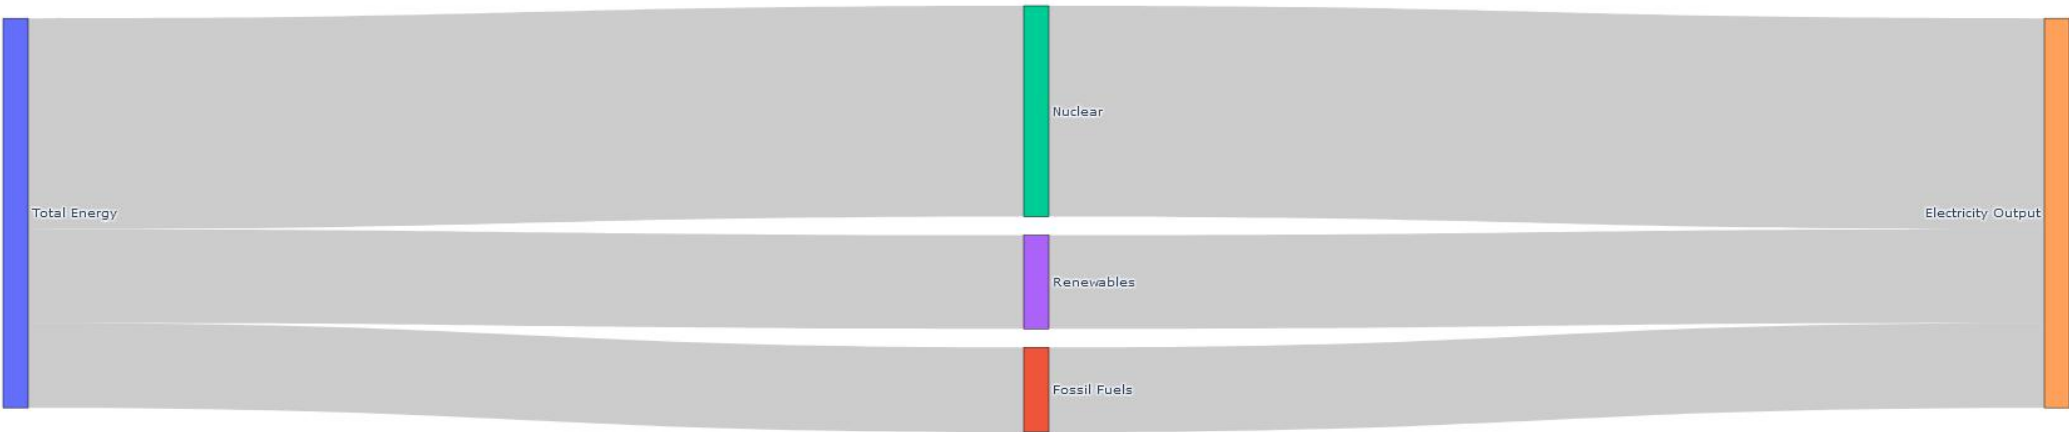 Nuclear
Total Energy
Electricity Output
Renewables
Fossil Fuels